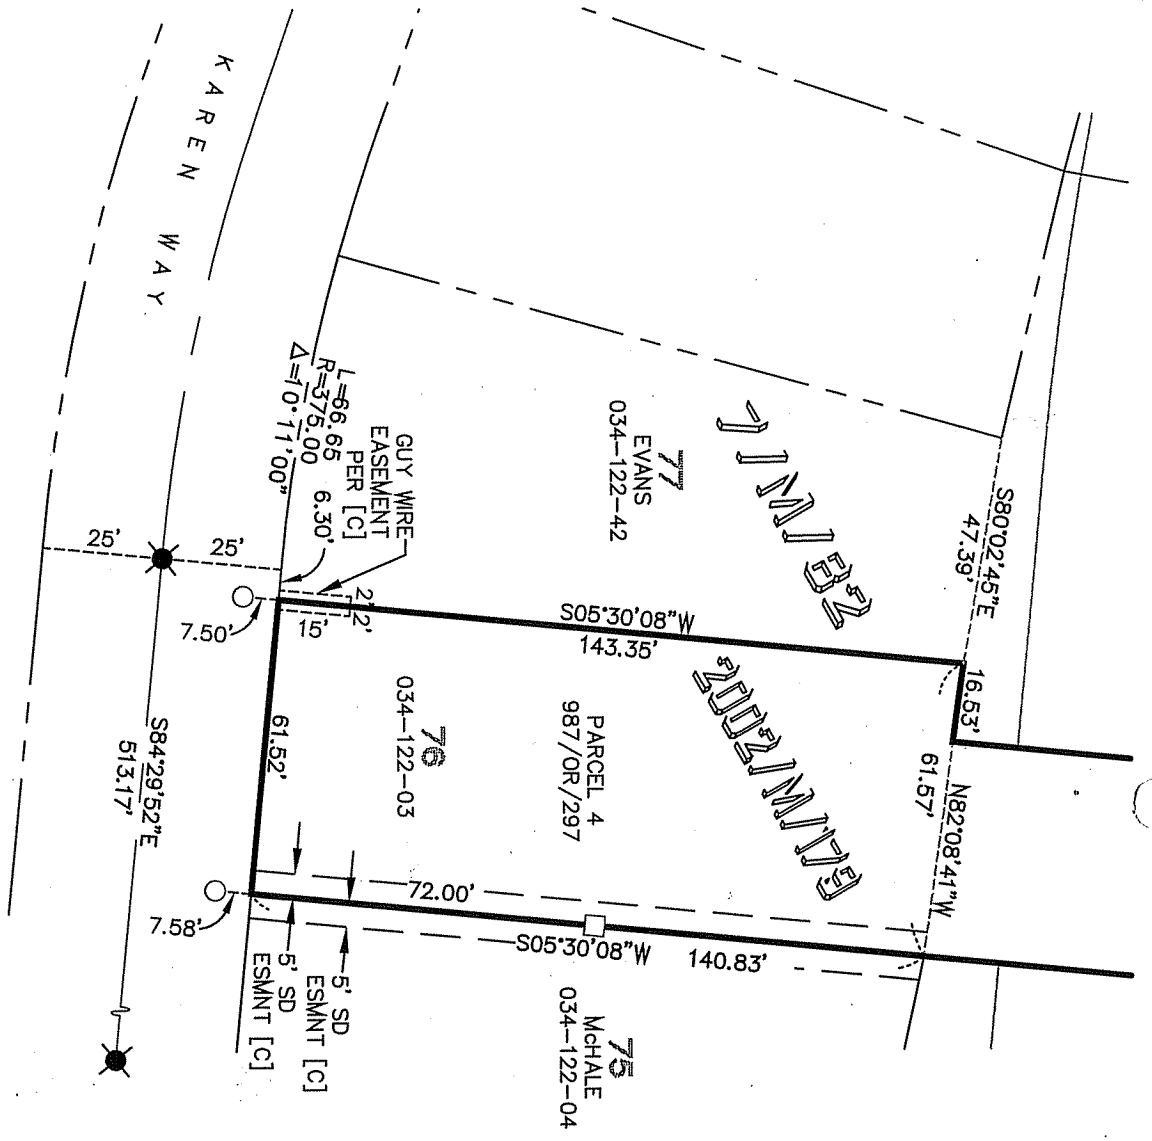 KAREN WAY
L=66.65
R=375.00
Δ=10°11'00"
GUY WIRE
EASEMENT
PER [C]
6.30'
77
EVANS
034-122-42
7/M/82
S80°02'45"E
47.39'
25'
25'
7.50'
2'
2'
15'
S05°30'08"W
143.35'
16.53'
61.52'
76
034-122-03
PARCEL 4
987/OR/297
2002/M/179
N82°08'41"W
61.57'
S84°29'52"E
513.17'
7.58'
72.00'
S05°30'08"W
140.83'
5' SD
ESMNT [C]
5' SD
ESMNT [C]
75
McHALE
034-122-04